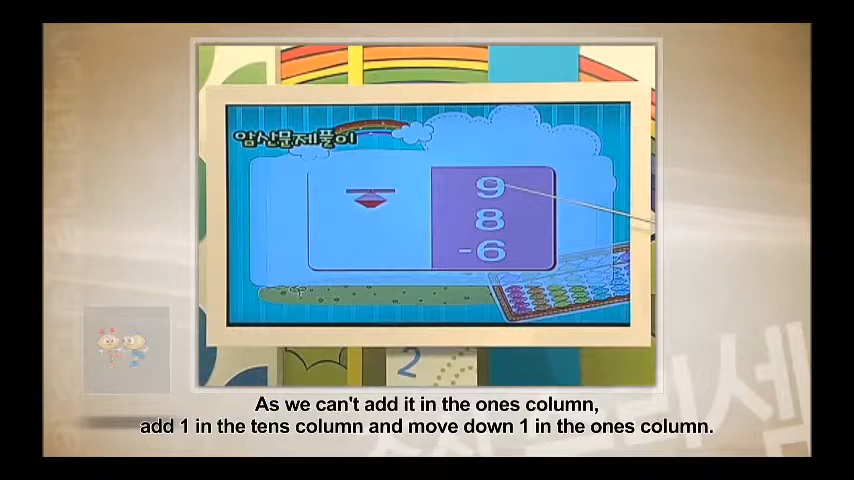 암산문제풀이
9
8
-6
2
As we can't add it in the ones column,
add 1 in the tens column and move down 1 in the ones column.